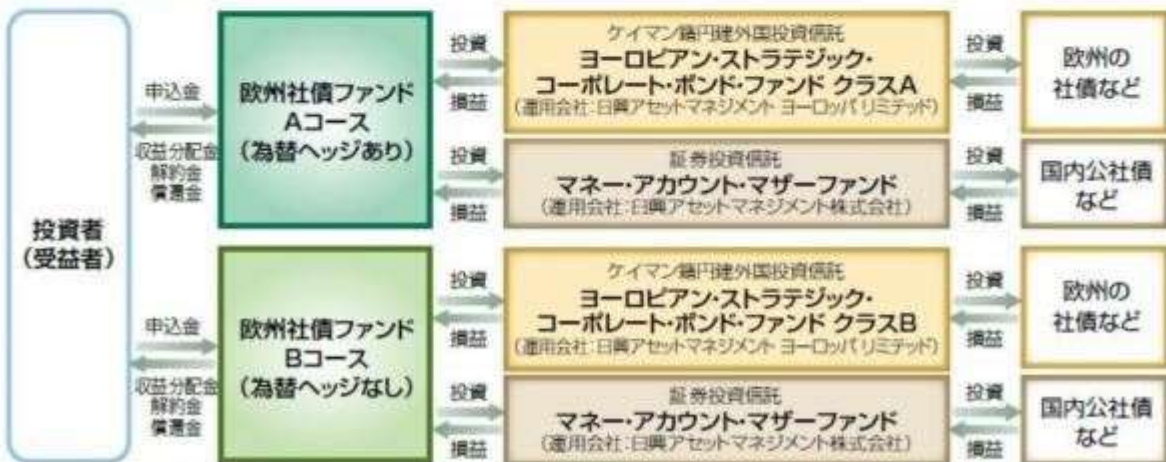 投資者
(受益者)
申込金
収益分配金
解約金
償還金
欧州社債ファンド
Aコース
(為替ヘッジあり)
投資
損益
ケイマン籍円建外国投資信託
ヨーロピアン・ストラテジック・
コーポレート・ボンド・ファンド クラスA
(運用会社:日興アセットマネジメント ヨーロッパ リミテッド)
投資
損益
欧州の
社債など
投資
損益
証券投資信託
マネー・アカウント・マザーファンド
(運用会社:日興アセットマネジメント株式会社)
投資
損益
国内公社債
など
申込金
収益分配金
解約金
償還金
欧州社債ファンド
Bコース
(為替ヘッジなし)
投資
損益
ケイマン籍円建外国投資信託
ヨーロピアン・ストラテジック・
コーポレート・ボンド・ファンド クラスB
(運用会社:日興アセットマネジメント ヨーロッパ リミテッド)
投資
損益
欧州の
社債など
投資
損益
証券投資信託
マネー・アカウント・マザーファンド
(運用会社:日興アセットマネジメント株式会社)
投資
損益
国内公社債
など